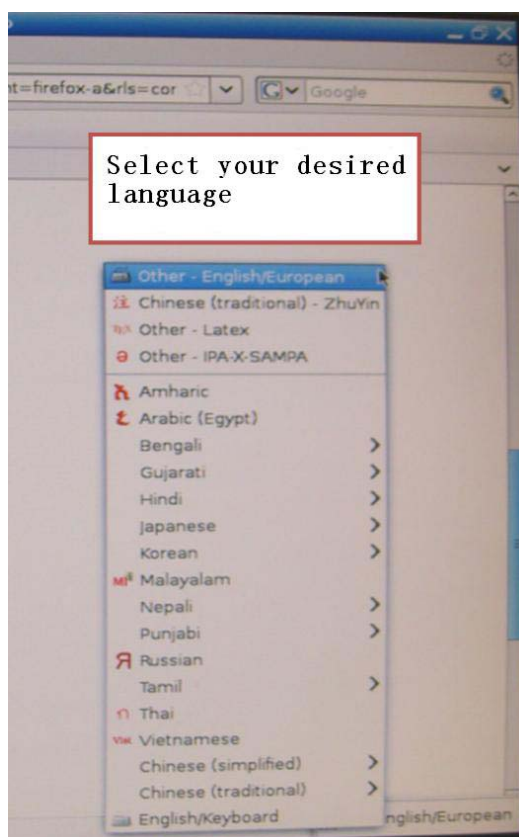 nt=firefox-a&rls=cor
Google
Select your desired
language
Other - English/European
注 Chinese (traditional) - ZhuYin
Other - Latex
ə Other - IPA-X-SAMPA
Amharic
Arabic (Egypt)
Bengali
Gujarati
Hindi
Japanese
Korean
Malayalam
Nepali
Punjabi
Я Russian
Tamil
ก Thai
Vietnamese
Chinese (simplified)
Chinese (traditional)
English/Keyboard
nglish/European